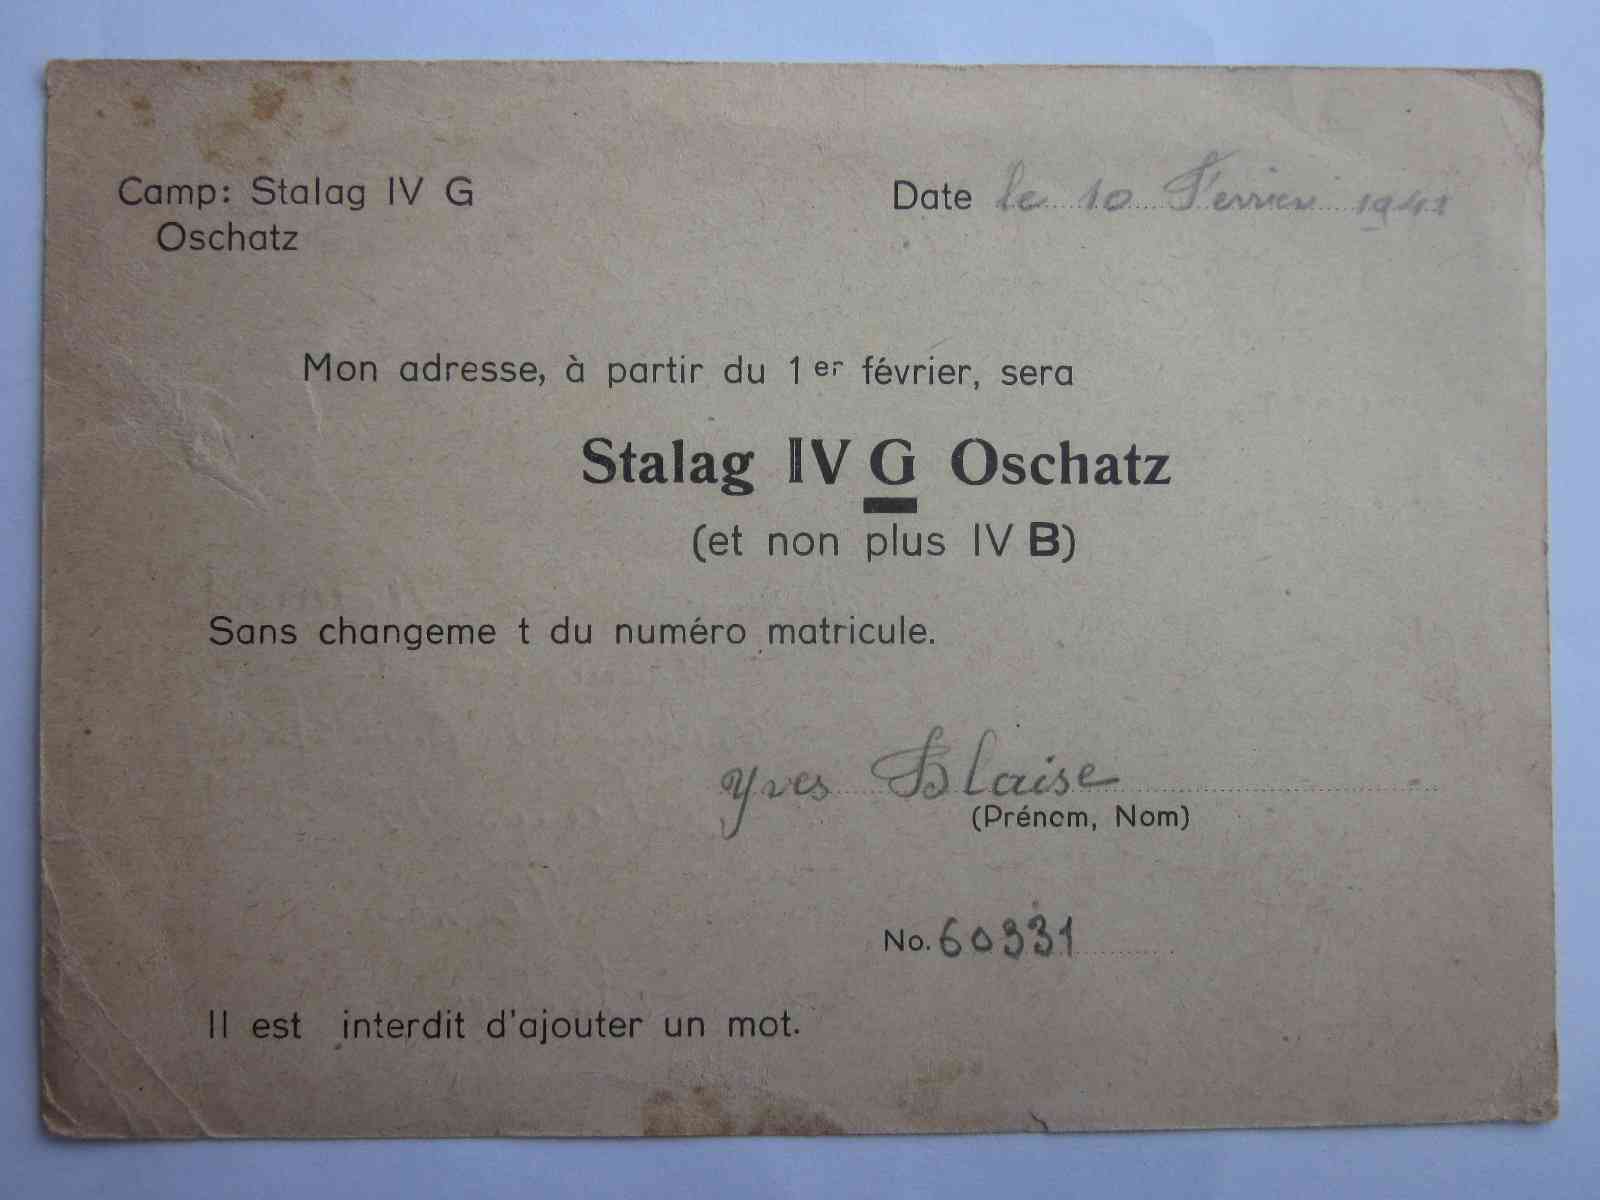 Camp: Stalag IV G
Oschatz
Date le 10 Fevrier 1941
Mon adresse, à partir du 1er février, sera
Stalag IV G Oschatz
(et non plus IV B)
Sans changeme t du numéro matricule.
Yves Blaise
(Prénom, Nom)
No. 60331
Il est interdit d'ajouter un mot.